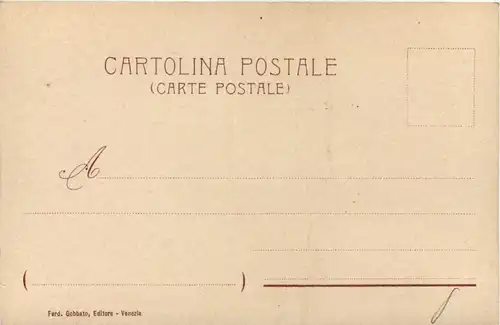 CARTOLINA POSTALE
(CARTE POSTALE)
A
( )
Ferd. Gobbato, Editore - Venezia